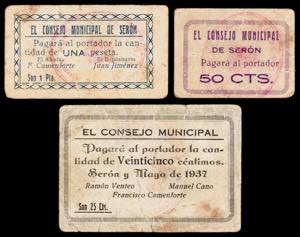 EL CONSEJO MUNICIPAL DE SERÓN
Pagará al portador la can-
tidad de UNA peseta.
El Alcalde El Depositario
F. Camenforte Juan Jiménez
Son 1 Pta.
EL CONSEJO MUNICIPAL
DE SERÓN
Pagará al portador
50 CTS.
EL CONSEJO MUNICIPAL
Pagará al portador la can-
tidad de Veinticinco céntimos.
Serón y Mayo de 1937
Ramón Venteo Manuel Cano
Francisco Camenforte
Son 25 Cts.